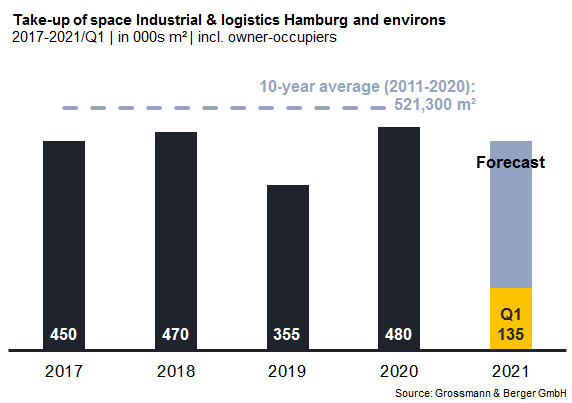 Take-up of space Industrial & logistics Hamburg and environs
2017-2021/Q1 | in 000s m² | incl. owner-occupiers
10-year average (2011-2020):
521,300 m²
Forecast
Q1
450 470 355 480 135
2017 2018 2019 2020 2021
Source: Grossmann & Berger GmbH